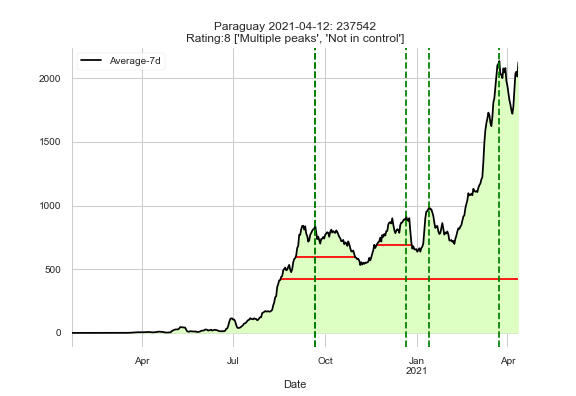 Paraguay 2021-04-12: 237542
Rating:8 ['Multiple peaks', 'Not in control']
Average-7d
2000
1500
1000
500
0
Apr
Jul
Oct
Jan
2021
Apr
Date